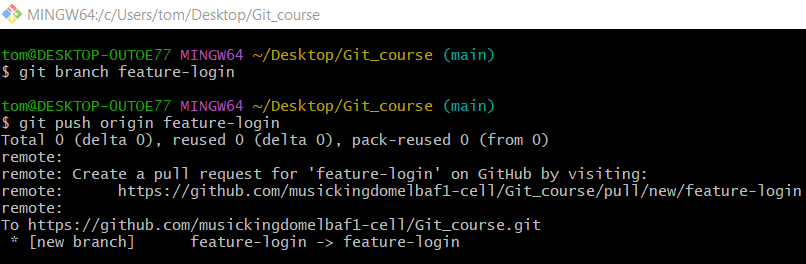 MINGW64:/c/Users/tom/Desktop/Git_course
tom@DESKTOP-OUTOE77 MINGW64 ~/Desktop/Git_course (main)
$ git branch feature-login
tom@DESKTOP-OUTOE77 MINGW64 ~/Desktop/Git_course (main)
$ git push origin feature-login
Total 0 (delta 0), reused 0 (delta 0), pack-reused 0 (from 0)
remote:
remote: Create a pull request for 'feature-login' on GitHub by visiting:
remote:      https://github.com/musickingdomelbaf1-cell/Git_course/pull/new/feature-login
remote:
To https://github.com/musickingdomelbaf1-cell/Git_course.git
 * [new branch]      feature-login -> feature-login